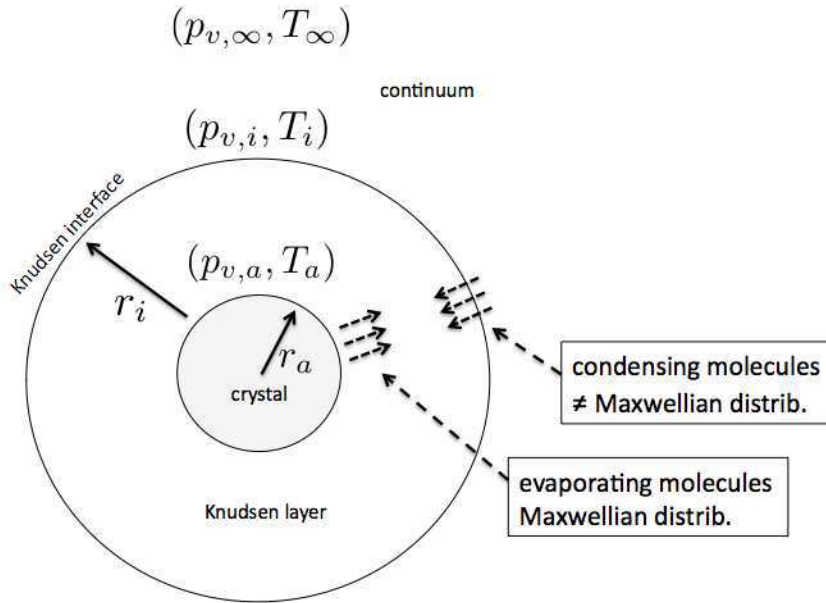 (p_{v,∞}, T_∞)
continuum
(p_{v,i}, T_i)
Knudsen interface
(p_{v,a}, T_a)
r_i
r_a
crystal
condensing molecules
≠ Maxwellian distrib.
evaporating molecules
Maxwellian distrib.
Knudsen layer